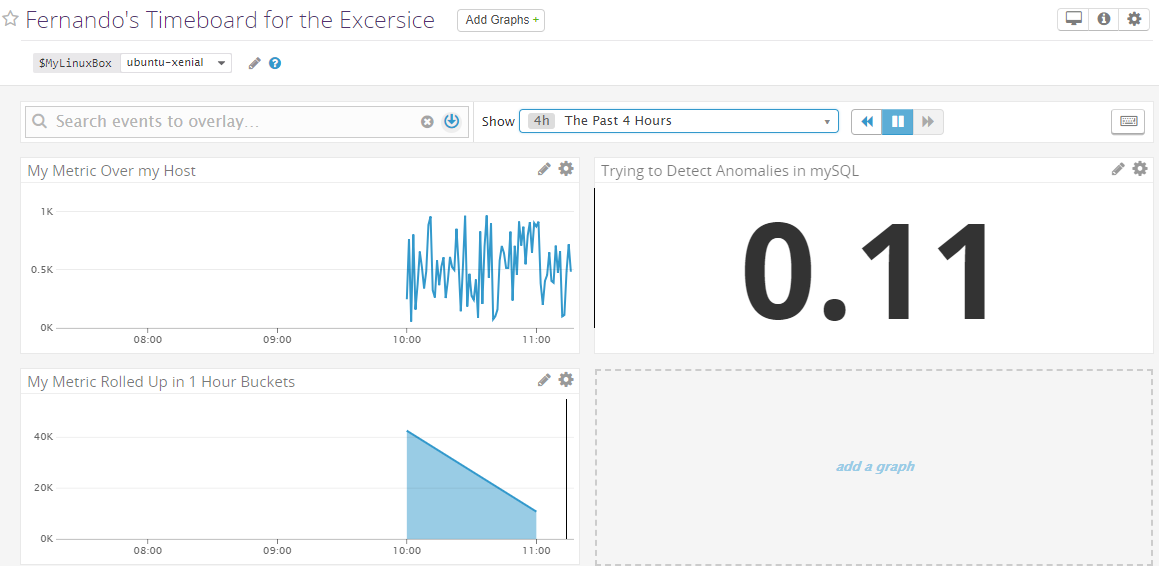 Fernando's Timeboard for the Excersice Add Graphs +
$MyLinuxBox ubuntu-xenial
Search events to overlay... Show 4h The Past 4 Hours
My Metric Over my Host
1K
0.5K
0K
08:00 09:00 10:00 11:00
Trying to Detect Anomalies in mySQL
0.11
My Metric Rolled Up in 1 Hour Buckets
40K
20K
0K
08:00 09:00 10:00 11:00
add a graph